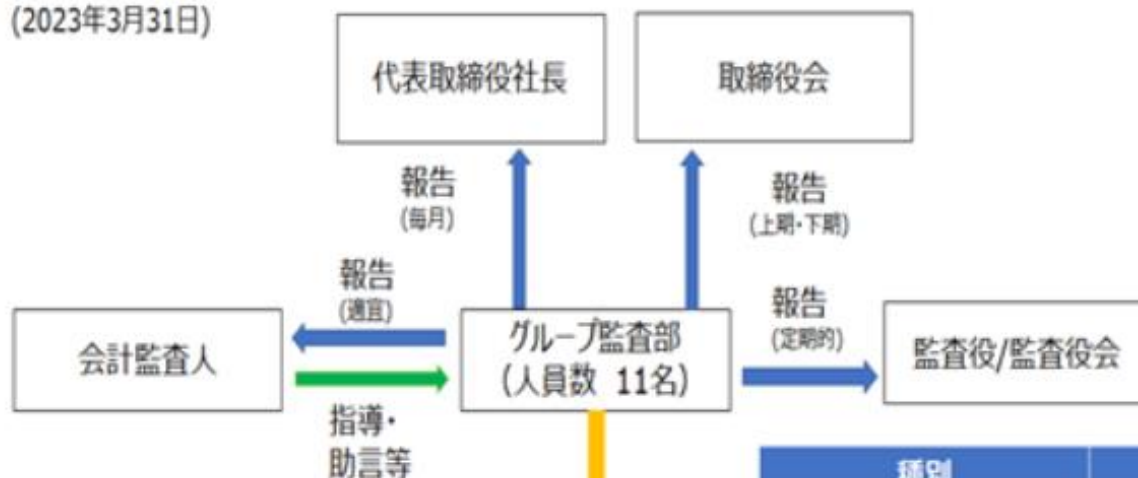 (2023年3月31日)
代表取締役社長
取締役会
報告
(毎月)
報告
(上期・下期)
報告
(適宜)
報告
(定期的)
会計監査人
グループ監査部
(人員数 11名)
監査役/監査役会
指導・
助言等
種別